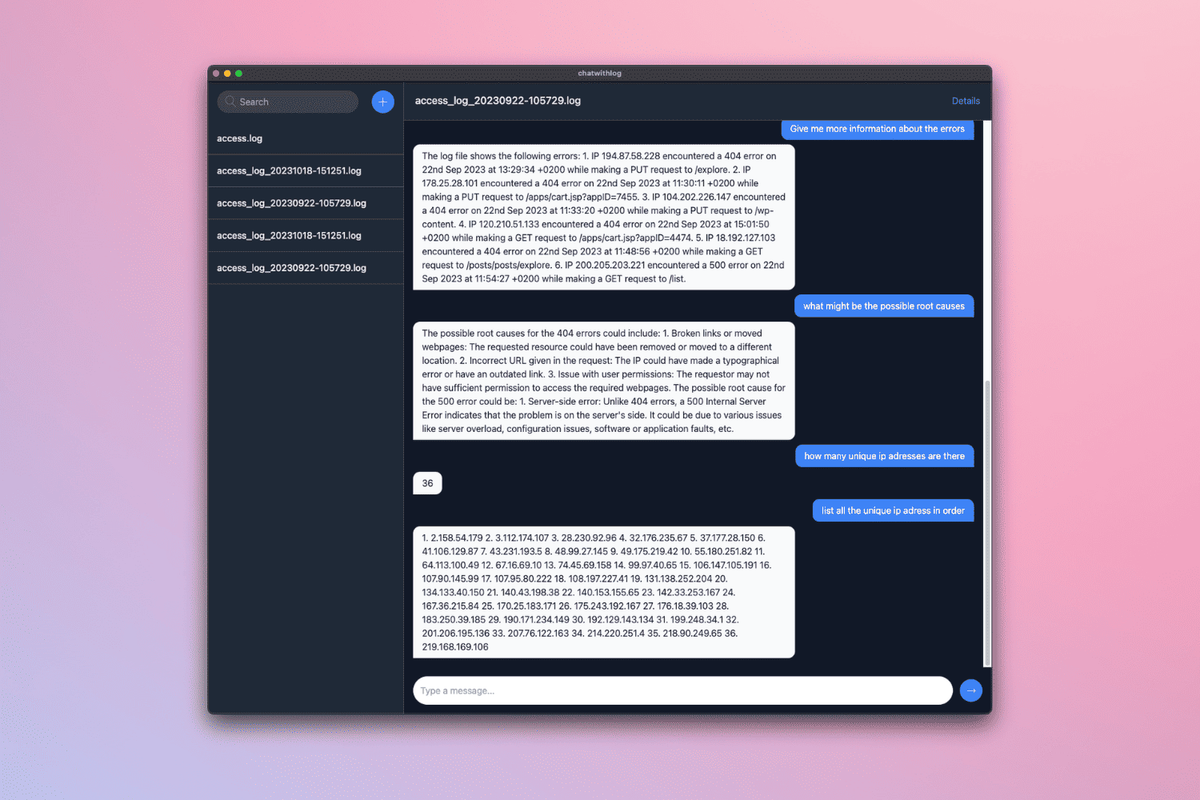 chatwithlog
Search
+
access.log
access_log_20231018-151251.log
access_log_20230922-105729.log
access_log_20231018-151251.log
access_log_20230922-105729.log
access_log_20230922-105729.log
Details
Give me more information about the errors
The log file shows the following errors: 1. IP 194.87.58.228 encountered a 404 error on
22nd Sep 2023 at 13:29:34 +0200 while making a PUT request to /explore. 2. IP
178.25.28.101 encountered a 404 error on 22nd Sep 2023 at 11:30:11 +0200 while
making a PUT request to /apps/cart.jsp?appID=7455. 3. IP 104.202.226.147 encountered
a 404 error on 22nd Sep 2023 at 11:33:20 +0200 while making a PUT request to /wp-
content. 4. IP 120.210.51.133 encountered a 404 error on 22nd Sep 2023 at 15:01:50
+0200 while making a GET request to /apps/cart.jsp?appID=4474. 5. IP 18.192.127.103
encountered a 404 error on 22nd Sep 2023 at 11:48:56 +0200 while making a GET
request to /posts/posts/explore. 6. IP 200.205.203.221 encountered a 500 error on 22nd
Sep 2023 at 11:54:27 +0200 while making a GET request to /list.
what might be the possible root causes
The possible root causes for the 404 errors could include: 1. Broken links or moved
webpages: The requested resource could have been removed or moved to a different
location. 2. Incorrect URL given in the request: The IP could have made a typographical
error or have an outdated link. 3. Issue with user permissions: The requestor may not
have sufficient permission to access the required webpages. The possible root cause for
the 500 error could be: 1. Server-side error: Unlike 404 errors, a 500 Internal Server
Error indicates that the problem is on the server's side. It could be due to various issues
like server overload, configuration issues, software or application faults, etc.
how many unique ip adresses are there
36
list all the unique ip adress in order
1. 2.158.54.179 2. 3.112.174.107 3. 28.230.92.96 4. 32.176.235.67 5. 37.177.28.150 6.
41.106.129.87 7. 43.231.193.5 8. 48.99.27.145 9. 49.175.219.42 10. 55.180.251.82 11.
64.113.100.49 12. 67.16.69.10 13. 74.45.69.158 14. 99.97.40.65 15. 106.147.105.191 16.
107.90.145.99 17. 107.95.80.222 18. 108.197.227.41 19. 131.138.252.204 20.
134.133.40.150 21. 140.43.198.38 22. 140.153.155.65 23. 142.33.253.167 24.
167.36.215.84 25. 170.25.183.171 26. 175.243.192.167 27. 176.18.39.103 28.
183.250.39.185 29. 190.171.234.149 30. 192.129.143.134 31. 199.248.34.1 32.
201.206.195.136 33. 207.76.122.163 34. 214.220.251.4 35. 218.90.249.65 36.
219.168.169.106
Type a message...